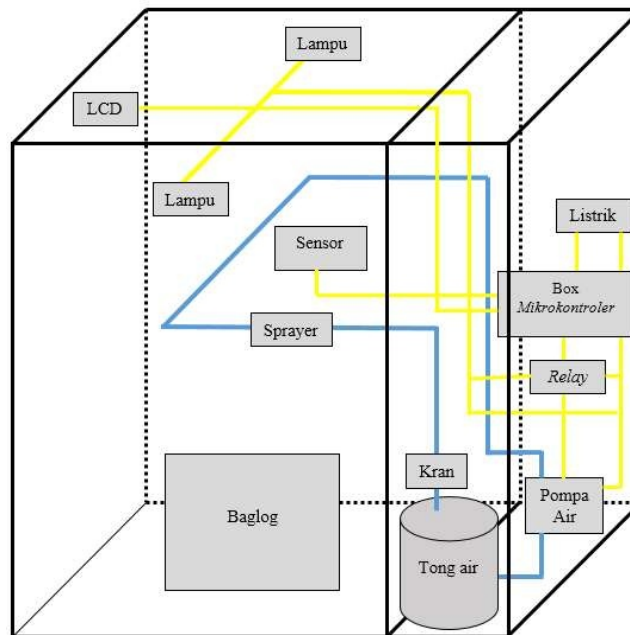 Lampu
LCD
Lampu
Listrik
Sensor
Box
Mikrokontroler
Sprayer
Relay
Kran
Pompa
Air
Baglog
Tong air